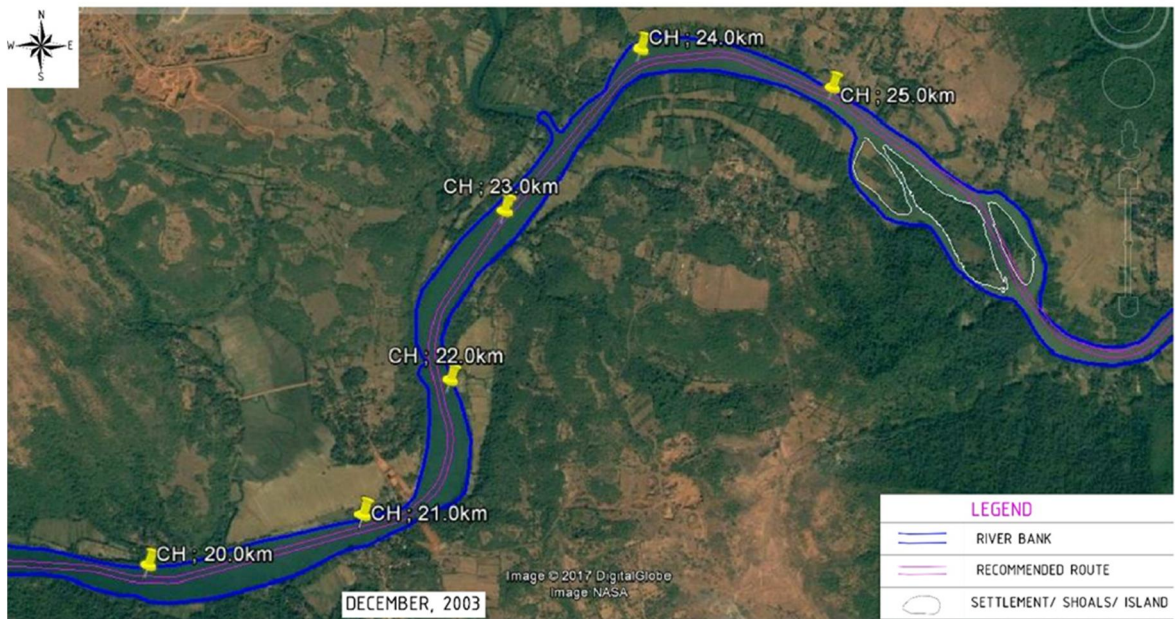 N
W E
S
CH ; 24.0km
CH ; 25.0km
CH ; 23.0km
CH ; 22.0km
CH ; 21.0km
CH ; 20.0km
Image © 2017 DigitalGlobe
Image NASA
DECEMBER, 2003
LEGEND
RIVER BANK
RECOMMENDED ROUTE
SETTLEMENT/ SHOALS/ ISLAND